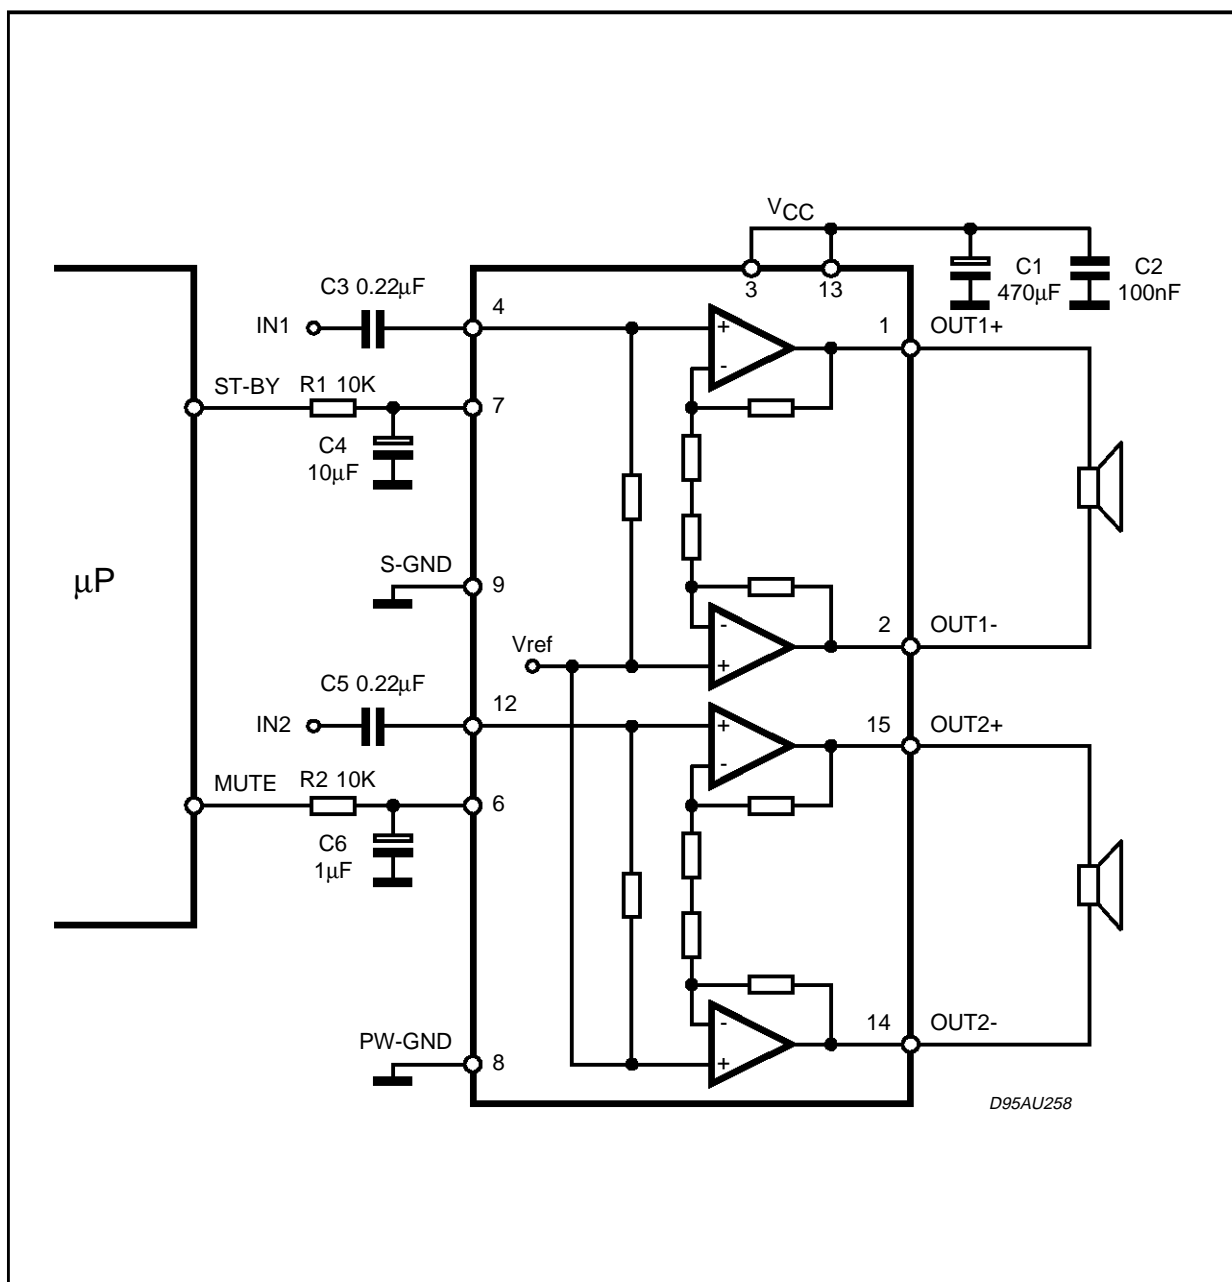 VCC
C3 0.22µF
4
3
13
C1
470µF
C2
100nF
IN1
+
-
1
OUT1+
ST-BY
R1 10K
7
C4
10µF
µP
S-GND
9
-
+
2
OUT1-
Vref
C5 0.22µF
12
IN2
+
-
15
OUT2+
MUTE
R2 10K
6
C6
1µF
PW-GND
8
-
+
14
OUT2-
D95AU258